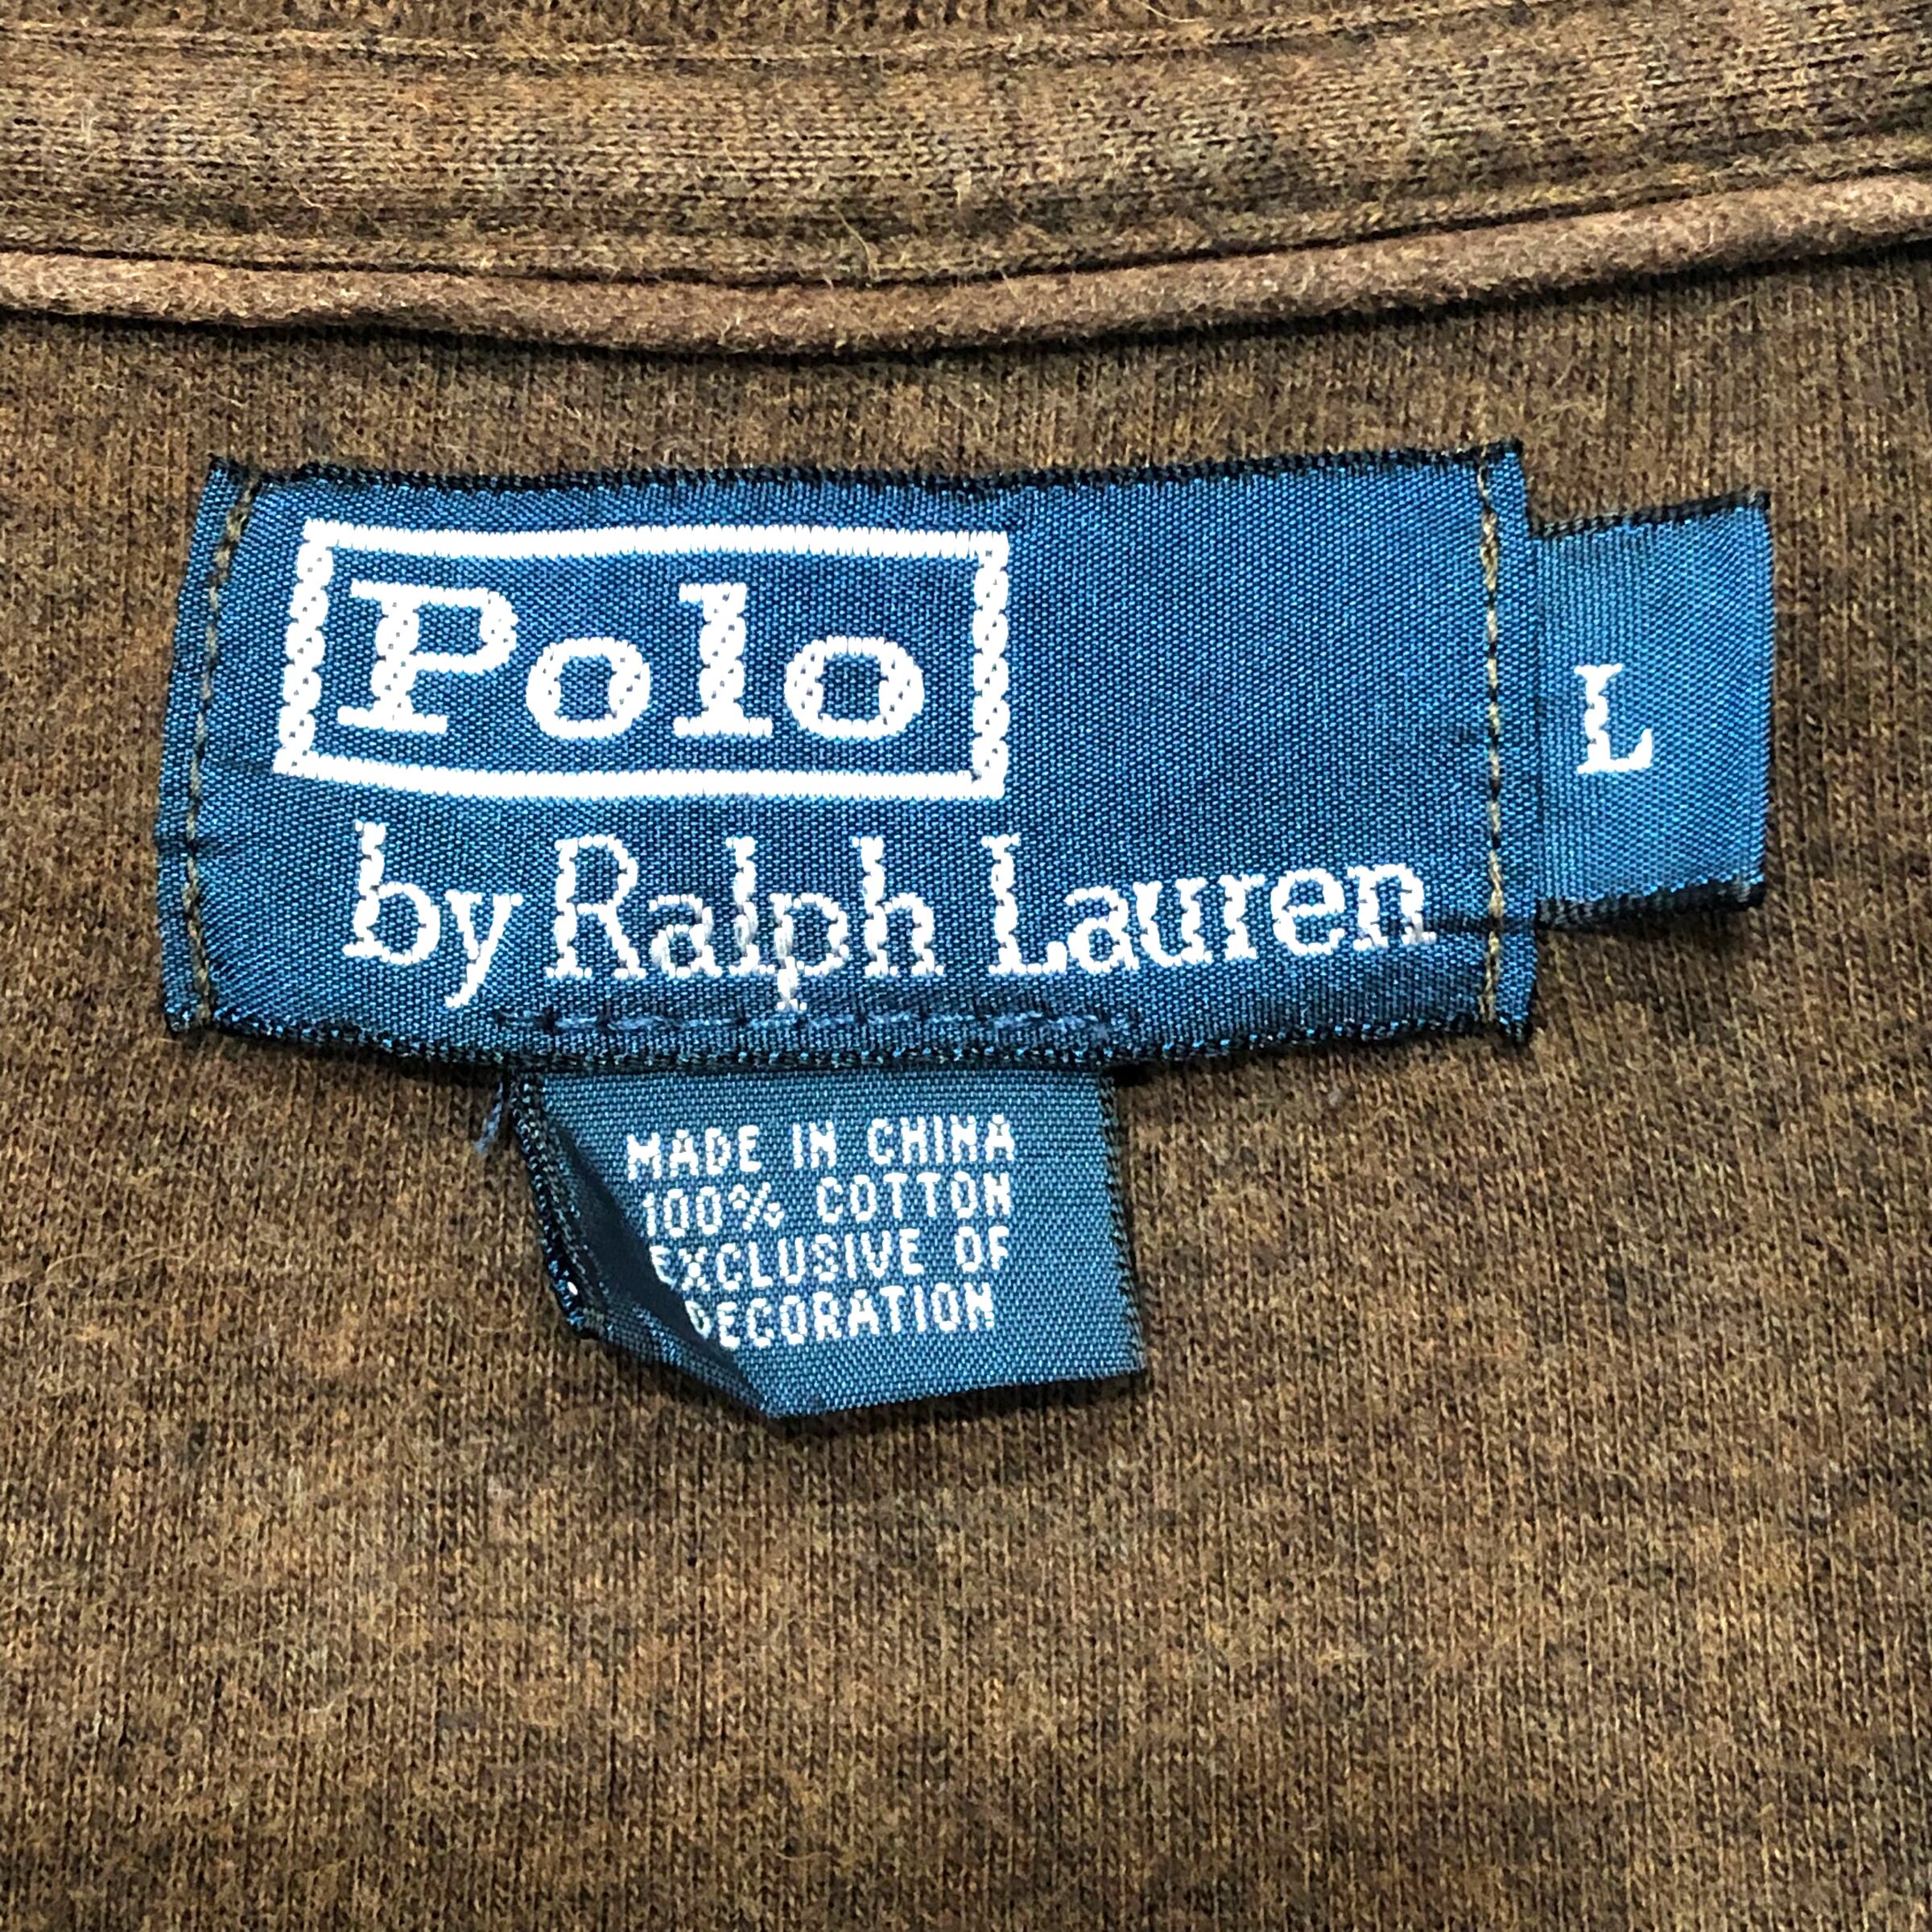 Polo
by Ralph Lauren
L
MADE IN CHINA
100% COTTON
EXCLUSIVE OF
DECORATION